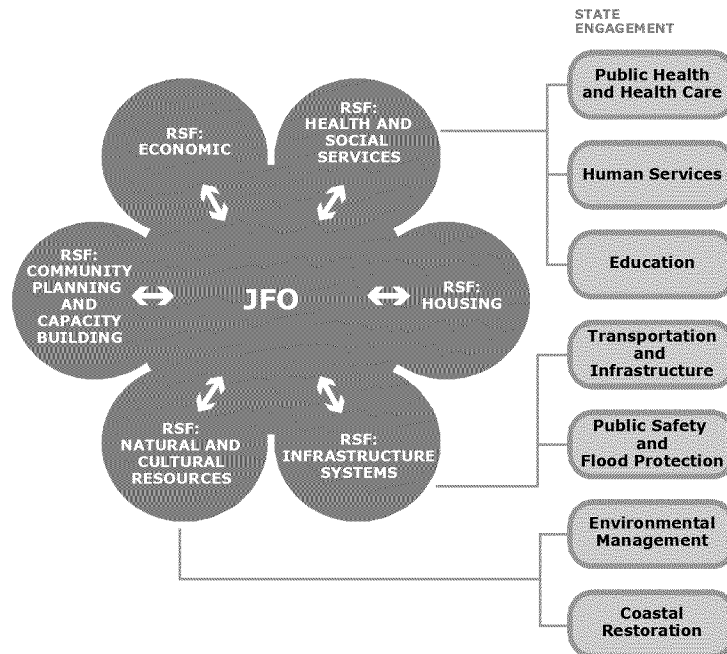 STATE
ENGAGEMENT
Public Health
and Health Care
Human Services
Education
Transportation
and
Infrastructure
Public Safety
and
Flood Protection
Environmental
Management
Coastal
Restoration
RSF:
ECONOMIC
RSF:
HEALTH AND
SOCIAL
SERVICES
RSF:
COMMUNITY
PLANNING
AND
CAPACITY
BUILDING
JFO
RSF:
HOUSING
RSF:
NATURAL AND
CULTURAL
RESOURCES
RSF:
INFRASTRUCTURE
SYSTEMS